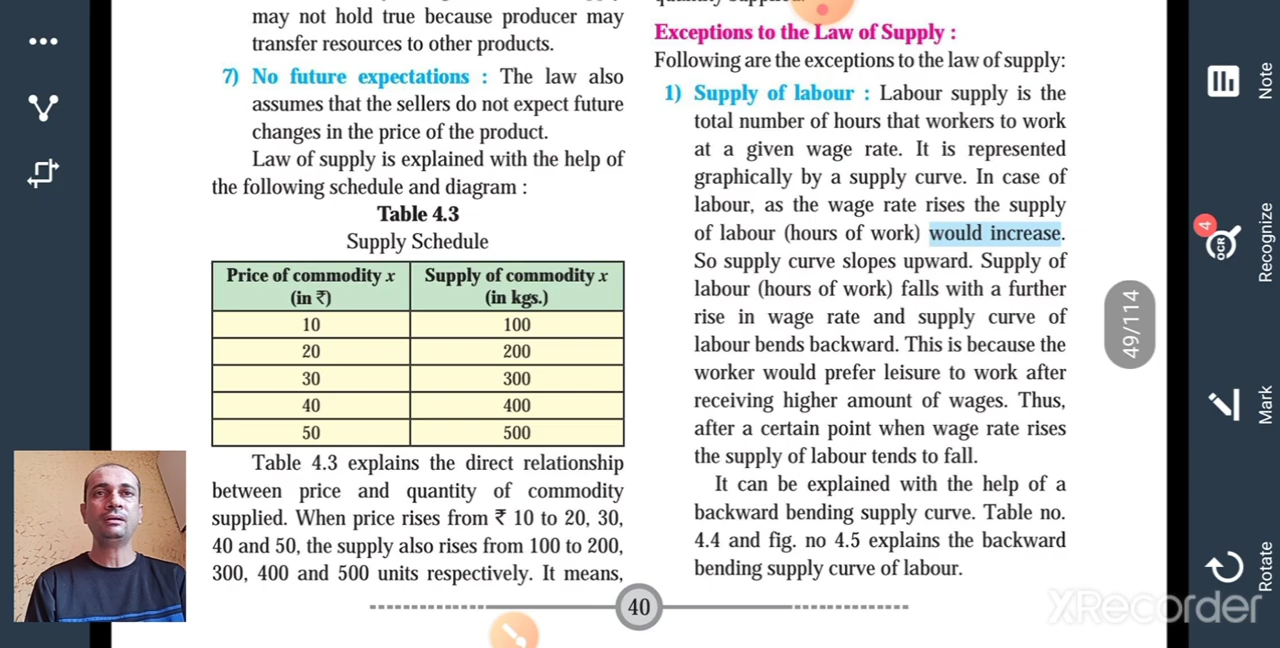 may not hold true because producer may
transfer resources to other products.
7) No future expectations : The law also
assumes that the sellers do not expect future
changes in the price of the product.
Law of supply is explained with the help of
the following schedule and diagram :
Table 4.3
Supply Schedule
Price of commodity x
(in ₹)
Supply of commodity x
(in kgs.)
10 100
20 200
30 300
40 400
50 500
Table 4.3 explains the direct relationship
between price and quantity of commodity
supplied. When price rises from ₹ 10 to 20, 30,
40 and 50, the supply also rises from 100 to 200,
300, 400 and 500 units respectively. It means,
Exceptions to the Law of Supply :
Following are the exceptions to the law of supply:
1) Supply of labour : Labour supply is the
total number of hours that workers to work
at a given wage rate. It is represented
graphically by a supply curve. In case of
labour, as the wage rate rises the supply
of labour (hours of work) would increase.
So supply curve slopes upward. Supply of
labour (hours of work) falls with a further
rise in wage rate and supply curve of
labour bends backward. This is because the
worker would prefer leisure to work after
receiving higher amount of wages. Thus,
after a certain point when wage rate rises
the supply of labour tends to fall.
It can be explained with the help of a
backward bending supply curve. Table no.
4.4 and fig. no 4.5 explains the backward
bending supply curve of labour.
40
49/114
Note
4
OCR
Recognize
Mark
Rotate
XRecorder